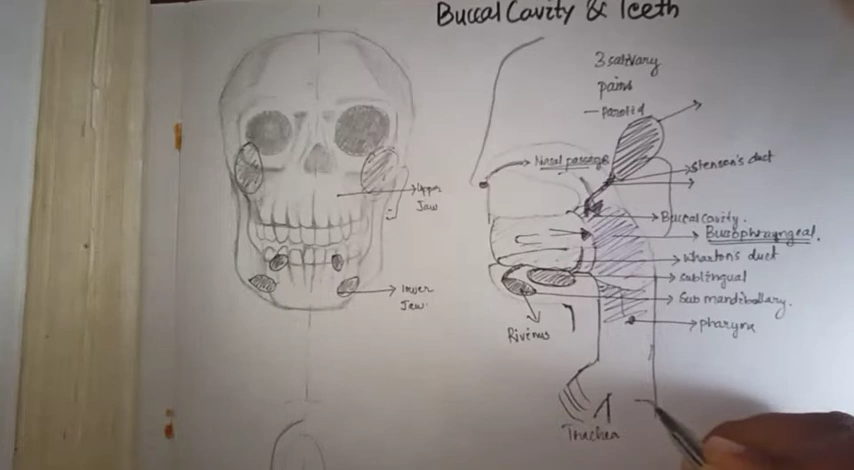 Buccal Cavity & Teeth
3 salivary
pairs
— Parotid
Nasal passage
Stenson's duct
Upper
Jaw
Buccal cavity.
Buccophrayngeal.
Wharton's duct
sublingual
Sub mandibullary.
lower
Jaw.
pharynx
Rivinus
Trachea